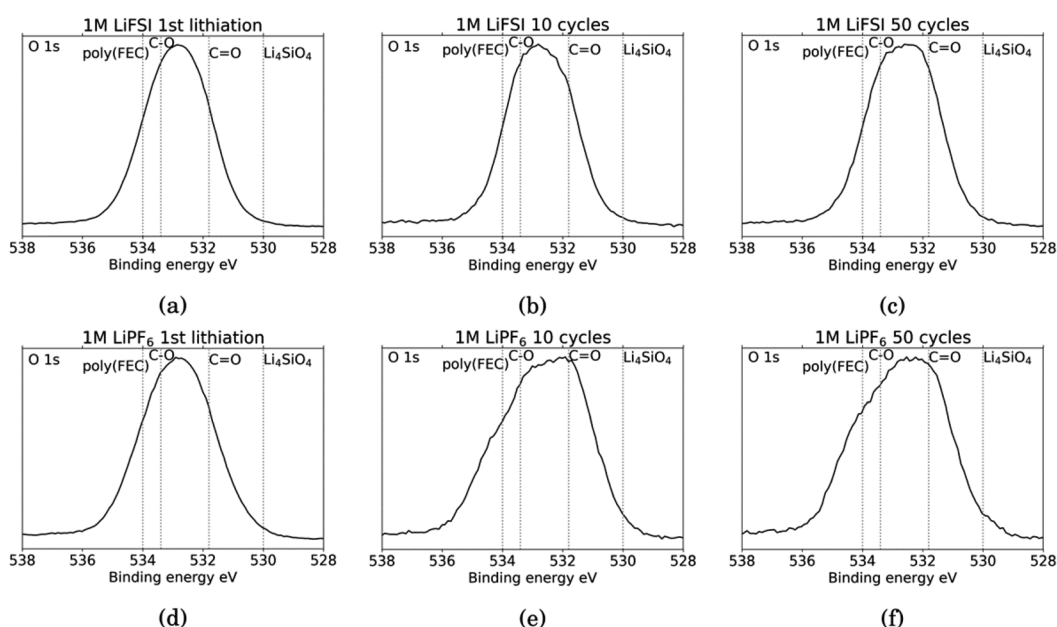 1M LiFSI 1st lithiation
O 1s
poly(FEC)
C-O
C=O
Li₄SiO₄
538 536 534 532 530 528
Binding energy eV
(a)
1M LiFSI 10 cycles
O 1s
poly(FEC)
C-O
C=O
Li₄SiO₄
538 536 534 532 530 528
Binding energy eV
(b)
1M LiFSI 50 cycles
O 1s
poly(FEC)
C-O
C=O
Li₄SiO₄
538 536 534 532 530 528
Binding energy eV
(c)
1M LiPF₆ 1st lithiation
O 1s
poly(FEC)
C-O
C=O
Li₄SiO₄
538 536 534 532 530 528
Binding energy eV
(d)
1M LiPF₆ 10 cycles
O 1s
poly(FEC)
C-O
C=O
Li₄SiO₄
538 536 534 532 530 528
Binding energy eV
(e)
1M LiPF₆ 50 cycles
O 1s
poly(FEC)
C-O
C=O
Li₄SiO₄
538 536 534 532 530 528
Binding energy eV
(f)